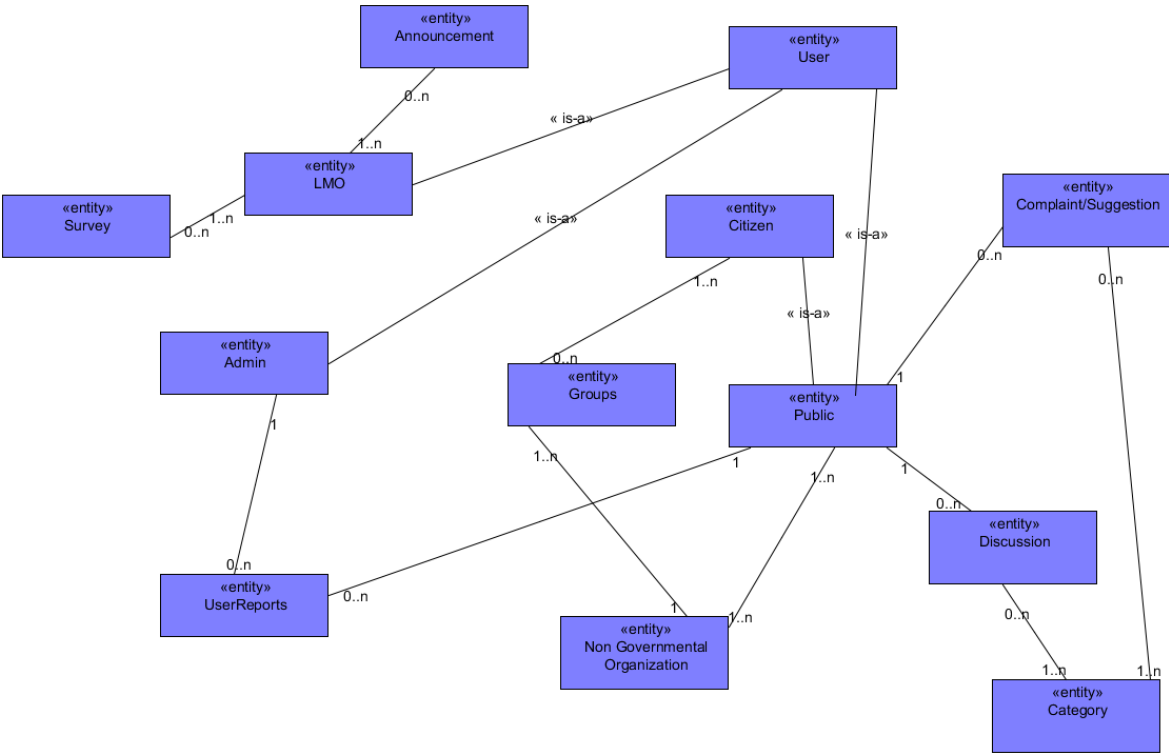 «entity»
Announcement
«entity»
User
0..n
« is-a»
1..n
«entity»
LMO
«entity»
Complaint/Suggestion
«entity»
Survey
1..n
0..n
«entity»
Citizen
« is-a»
« is-a»
0..n
0..n
1..n
« is-a»
«entity»
Admin
0..n
«entity»
Groups
1
«entity»
Public
1
1..n
1
1..n
1
0..n
«entity»
Discussion
0..n
«entity»
UserReports
0..n
1
1..n
0..n
«entity»
Non Governmental
Organization
1..n
1..n
«entity»
Category